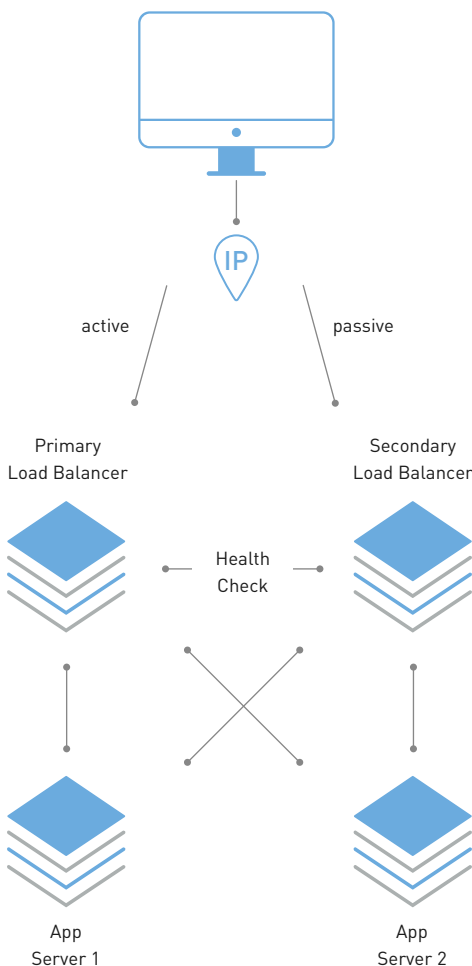 IP
active
passive
Primary
Load Balancer
Secondary
Load Balancer
Health
Check
App
Server 1
App
Server 2